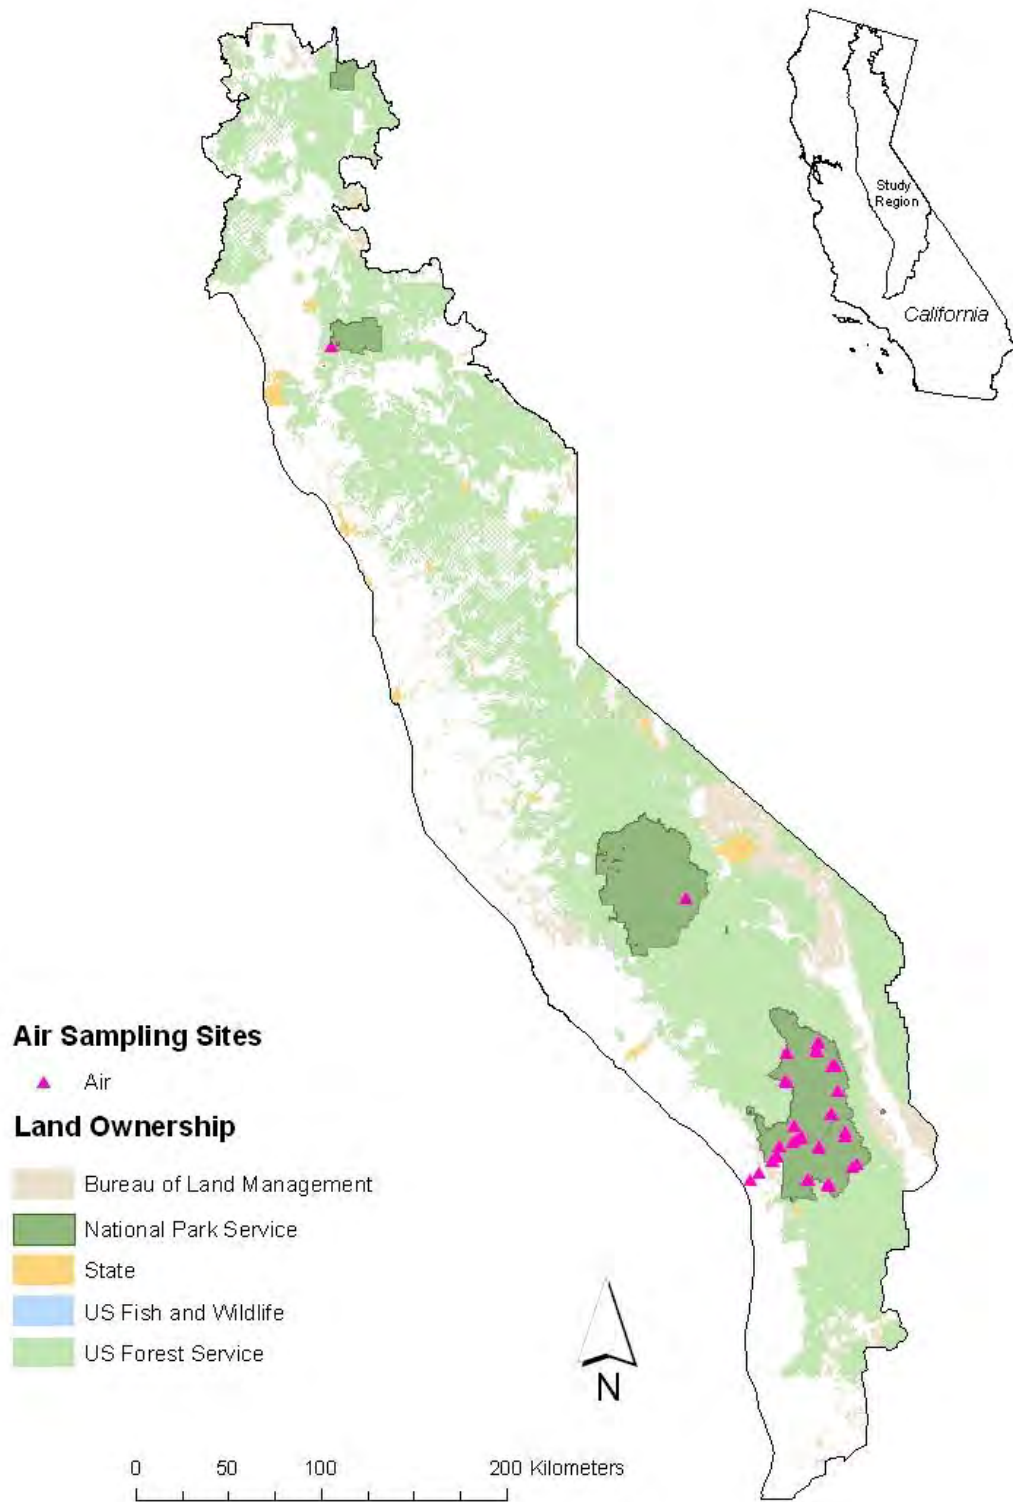 Study
Region
California
Air Sampling Sites
Air
Land Ownership
Bureau of Land Management
National Park Service
State
US Fish and Wildlife
US Forest Service
N
0 50 100 200 Kilometers